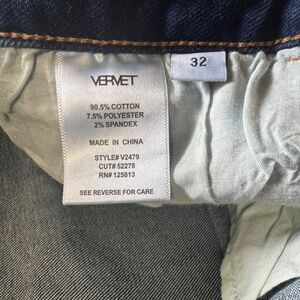 VERVET
32
90.5% COTTON
7.5% POLYESTER
2% SPANDEX
MADE IN CHINA
STYLE# V2479
CUT# 52278
RN# 125813
SEE REVERSE FOR CARE